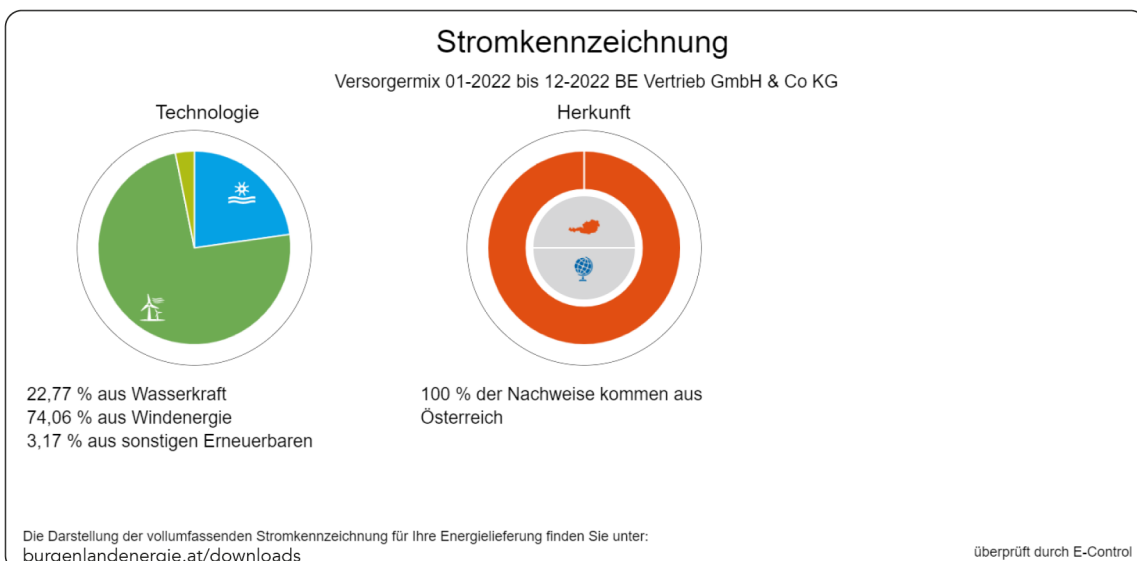 Stromkennzeichnung
Versorgermix 01-2022 bis 12-2022 BE Vertrieb GmbH & Co KG
Technologie
Herkunft
22,77 % aus Wasserkraft
74,06 % aus Windenergie
3,17 % aus sonstigen Erneuerbaren
100 % der Nachweise kommen aus
Österreich
Die Darstellung der vollumfassenden Stromkennzeichnung für Ihre Energielieferung finden Sie unter:
burgenlandenergie.at/downloads
überprüft durch E-Control